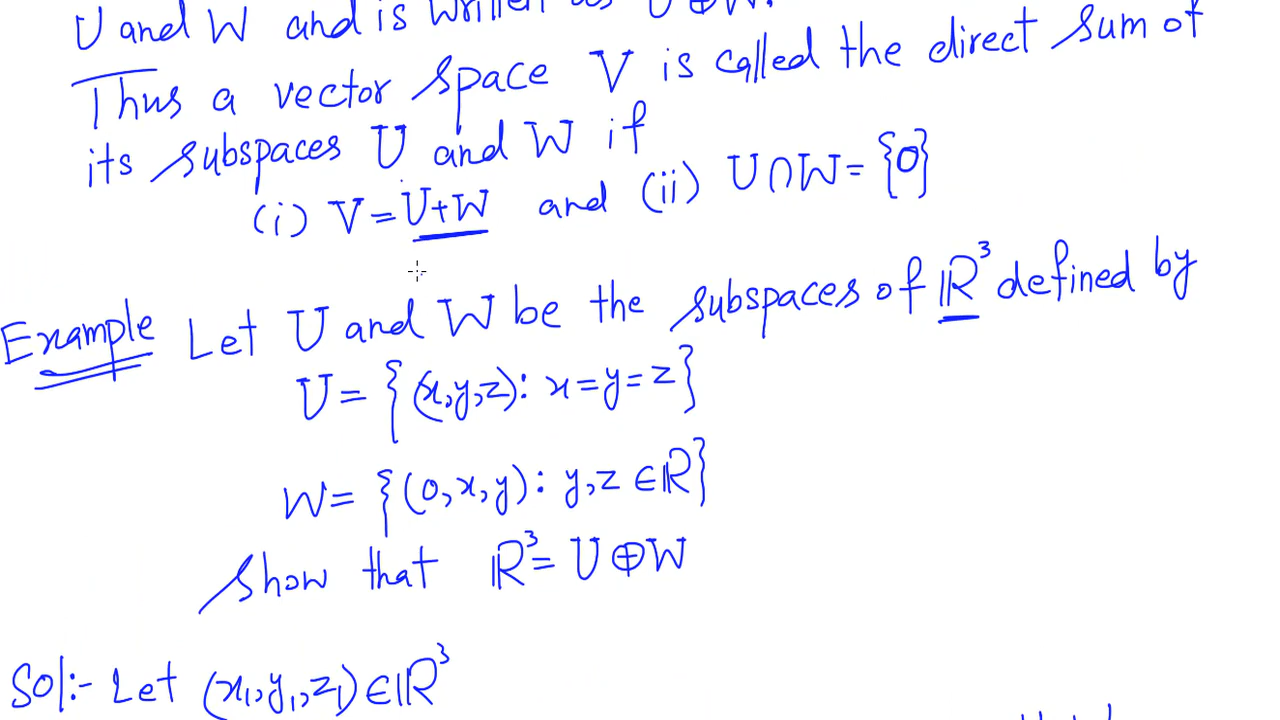 U and W and is written as U⊕W.
Thus a vector space V is called the direct sum of
its subspaces U and W if
(i) V=U+W and (ii) U∩W={0}
Example Let U and W be the subspaces of ℝ³ defined by
U={(x,y,z): x=y=z}
W={(0,x,y): y,z∈ℝ}
Show that ℝ³=U⊕W
Sol:- Let (x₁,y₁,z₁)∈ℝ³